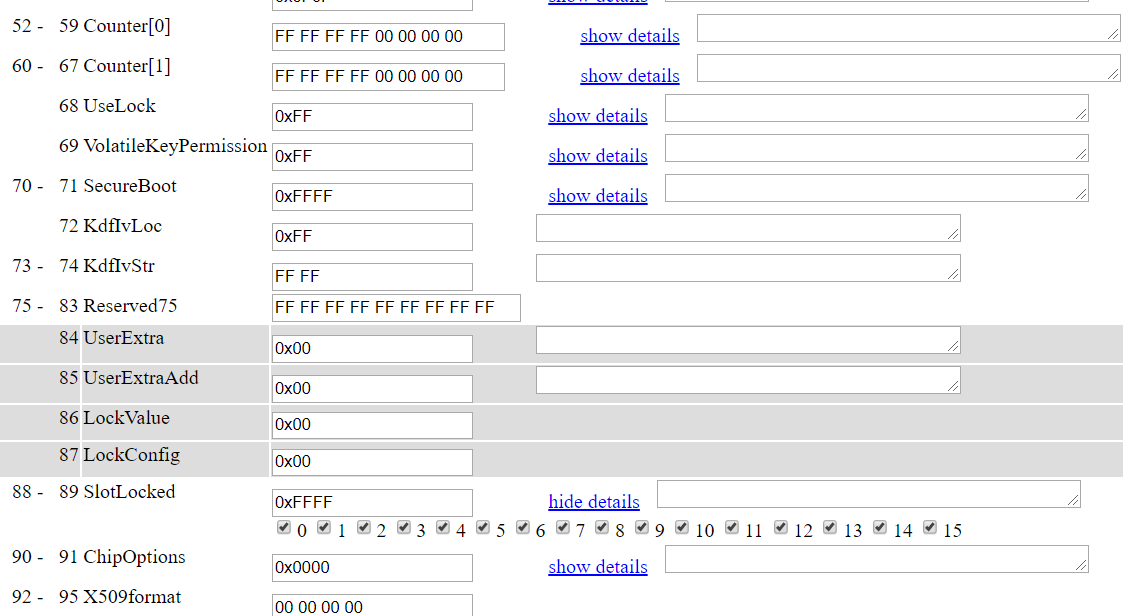 52 - 59 Counter[0] FF FF FF FF 00 00 00 00 show details
60 - 67 Counter[1] FF FF FF FF 00 00 00 00 show details
68 UseLock 0xFF show details
69 VolatileKeyPermission 0xFF show details
70 - 71 SecureBoot 0xFFFF show details
72 KdfIvLoc 0xFF
73 - 74 KdfIvStr FF FF
75 - 83 Reserved75 FF FF FF FF FF FF FF FF FF
84 UserExtra 0x00
85 UserExtraAdd 0x00
86 LockValue 0x00
87 LockConfig 0x00
88 - 89 SlotLocked 0xFFFF hide details
0 1 2 3 4 5 6 7 8 9 10 11 12 13 14 15
90 - 91 ChipOptions 0x0000 show details
92 - 95 X509format 00 00 00 00